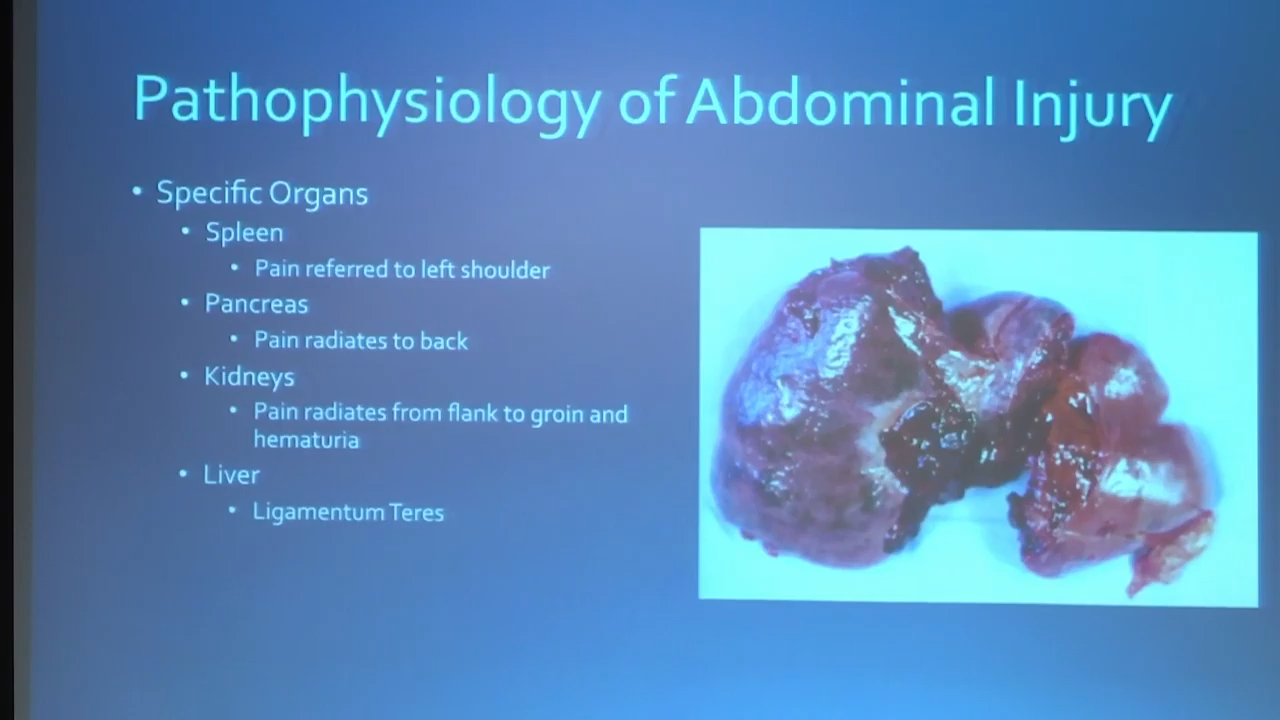 Pathophysiology of Abdominal Injury
• Specific Organs
• Spleen
• Pain referred to left shoulder
• Pancreas
• Pain radiates to back
• Kidneys
• Pain radiates from flank to groin and
hematuria
• Liver
• Ligamentum Teres